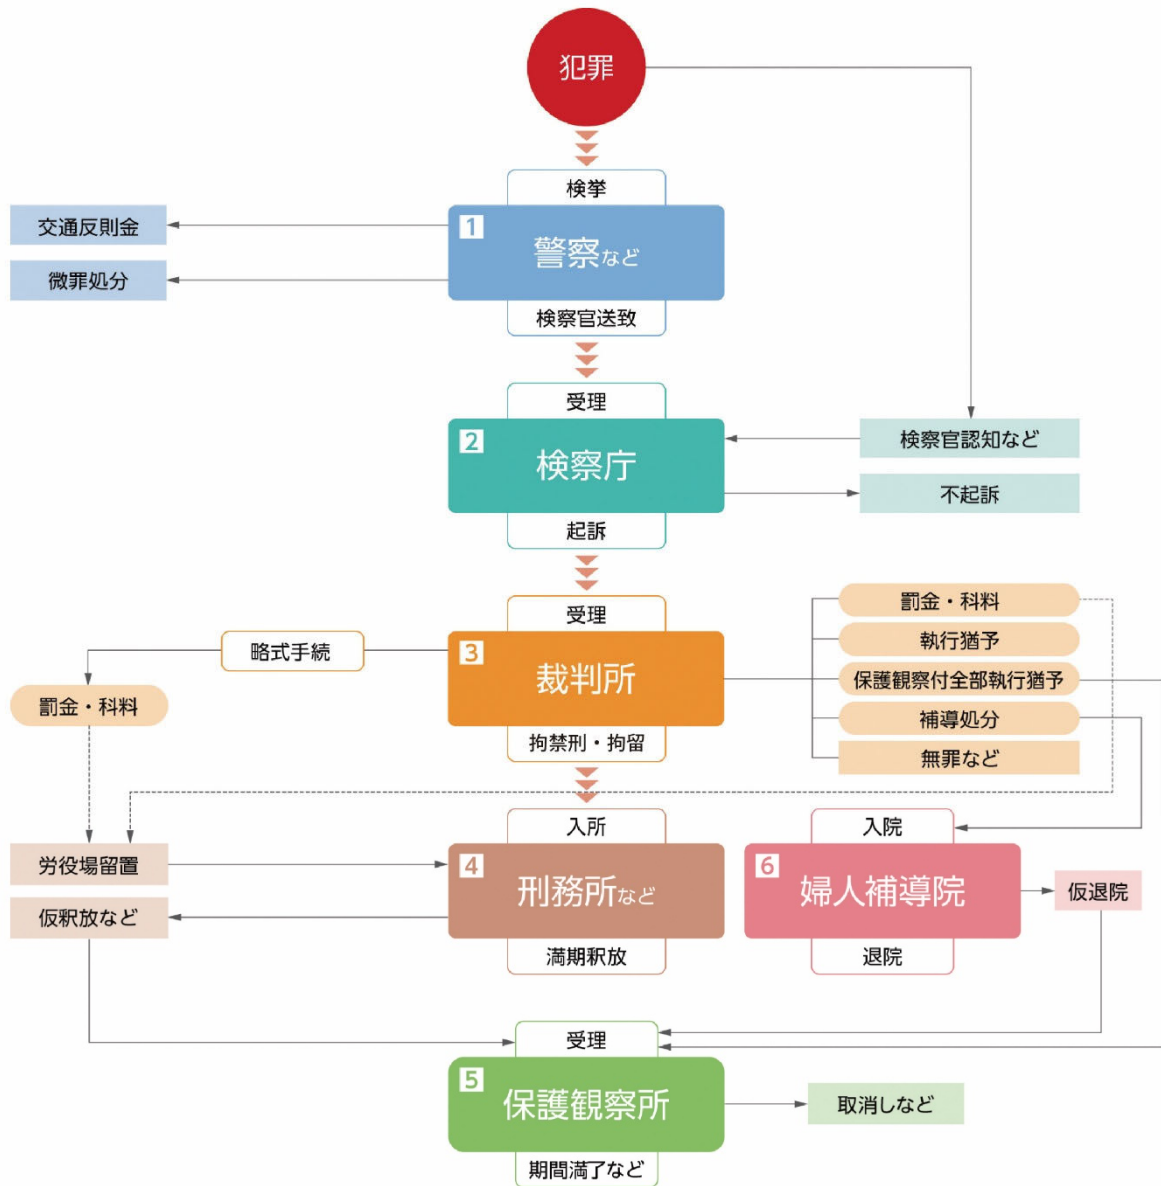 犯罪
検挙
1
警察など
交通反則金
微罪処分
検察官送致
受理
2
検察庁
検察官認知など
不起訴
起訴
受理
3
裁判所
略式手続
罰金・科料
拘禁刑・拘留
罰金・科料
執行猶予
保護観察付全部執行猶予
補導処分
無罪など
入所
4
刑務所など
労役場留置
仮釈放など
満期釈放
入院
6
婦人補導院
仮退院
退院
受理
5
保護観察所
取消しなど
期間満了など